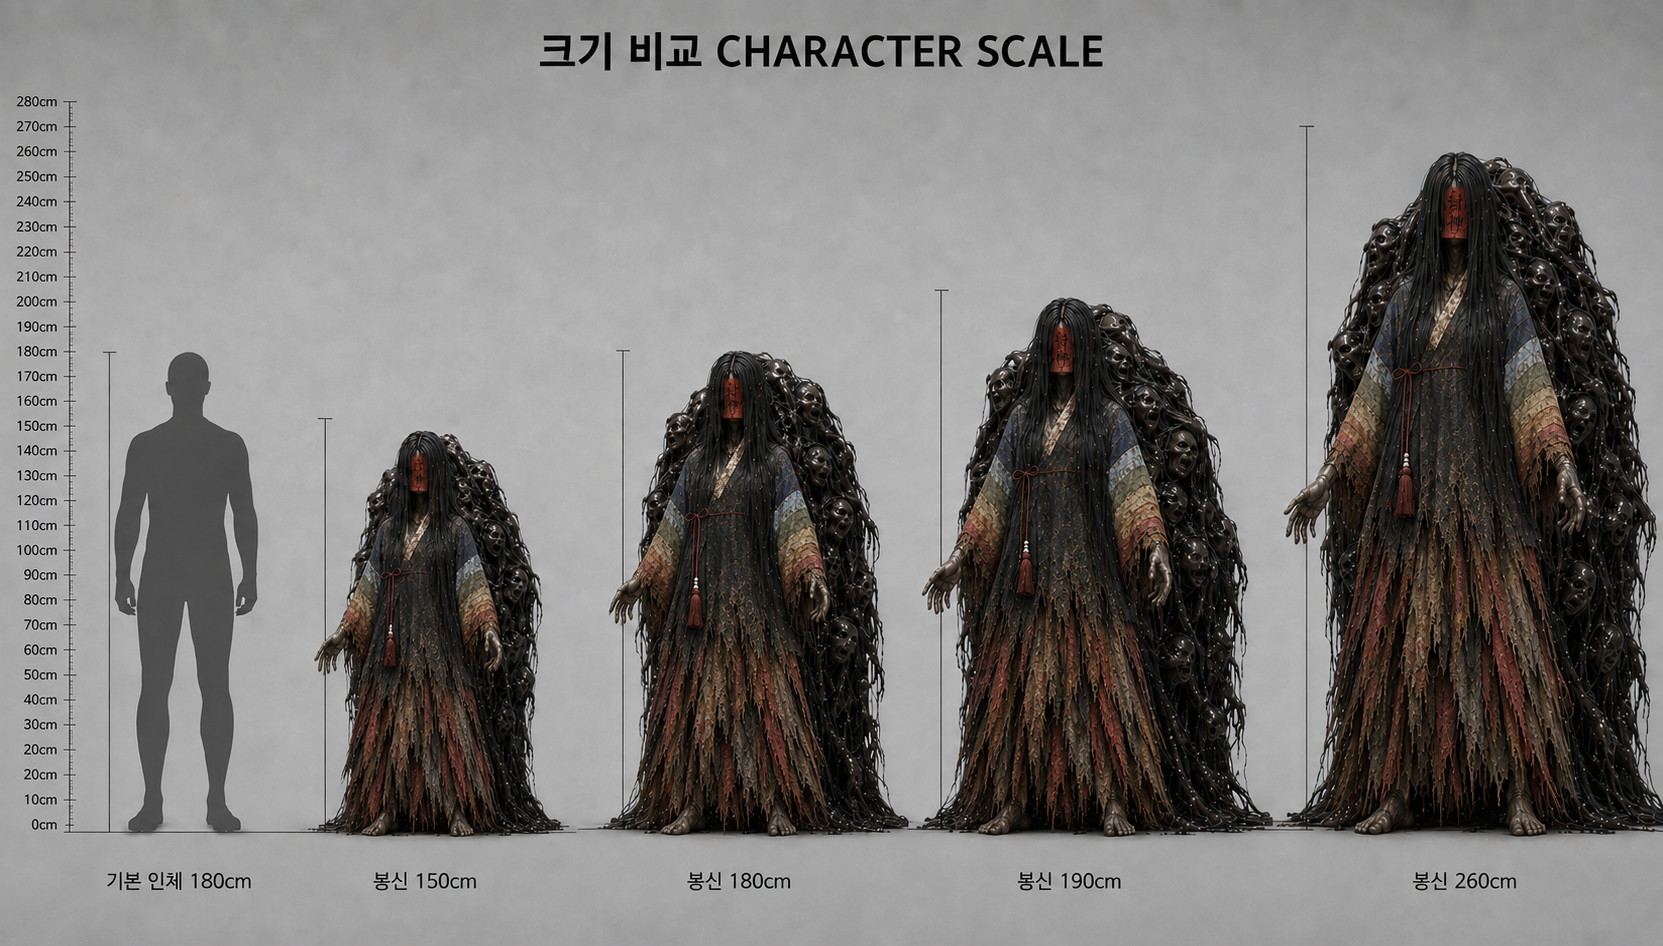 크기 비교 CHARACTER SCALE
280cm
270cm
260cm
250cm
240cm
230cm
220cm
210cm
200cm
190cm
180cm
170cm
160cm
150cm
140cm
130cm
120cm
110cm
100cm
90cm
80cm
70cm
60cm
50cm
40cm
30cm
20cm
20cm
10cm
0cm
기본 인체 180cm
봉신 150cm
봉신 180cm
봉신 190cm
봉신 260cm